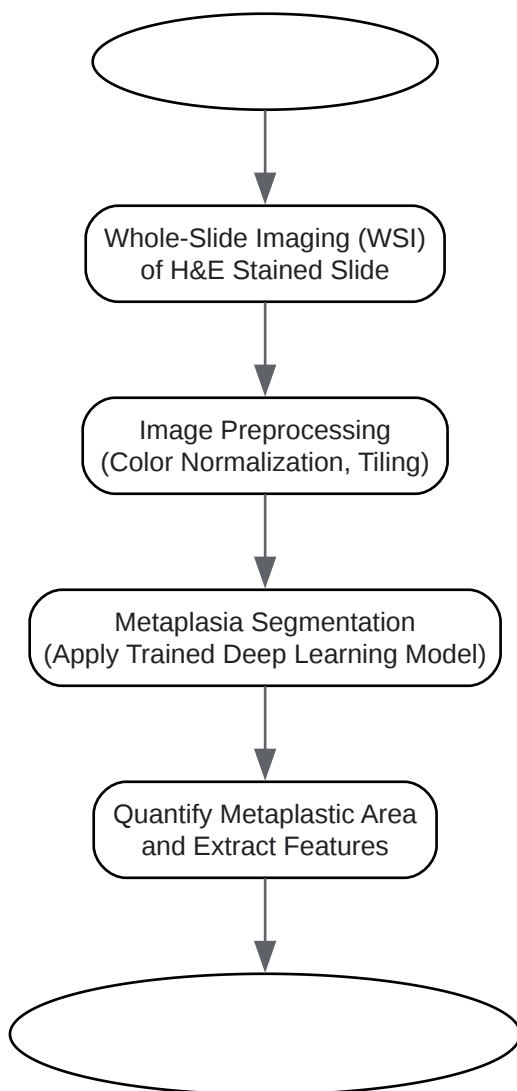 Whole-Slide Imaging (WSI)
of H&E Stained Slide
Image Preprocessing
(Color Normalization, Tiling)
Metaplasia Segmentation
(Apply Trained Deep Learning Model)
Quantify Metaplastic Area
and Extract Features